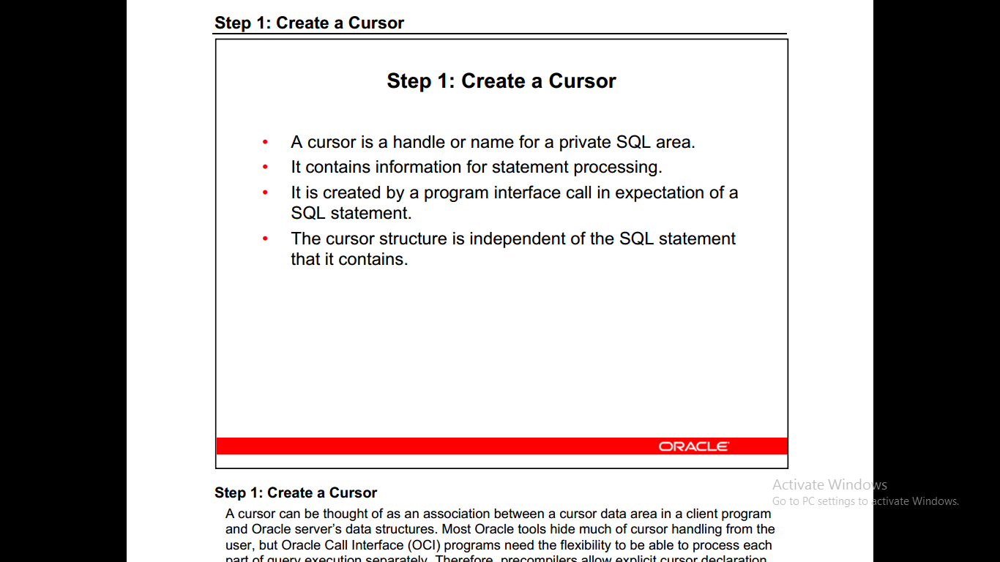 Step 1: Create a Cursor
Step 1: Create a Cursor
• A cursor is a handle or name for a private SQL area.
• It contains information for statement processing.
• It is created by a program interface call in expectation of a
SQL statement.
• The cursor structure is independent of the SQL statement
that it contains.
ORACLE
Step 1: Create a Cursor
A cursor can be thought of as an association between a cursor data area in a client program
and Oracle server’s data structures. Most Oracle tools hide much of cursor handling from the
user, but Oracle Call Interface (OCI) programs need the flexibility to be able to process each
part of query execution separately. Therefore, precompilers allow explicit cursor declaration.
Activate Windows
Go to PC settings to activate Windows.